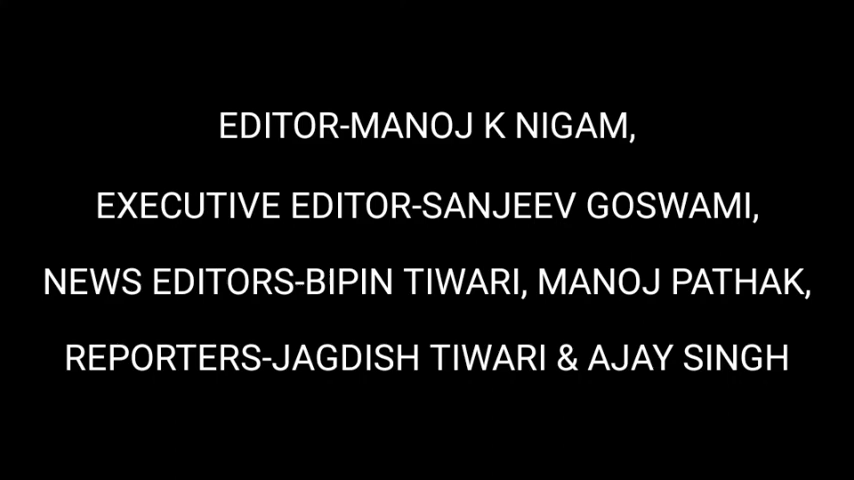 EDITOR-MANOJ K NIGAM,
EXECUTIVE EDITOR-SANJEEV GOSWAMI,
NEWS EDITORS-BIPIN TIWARI, MANOJ PATHAK,
REPORTERS-JAGDISH TIWARI & AJAY SINGH